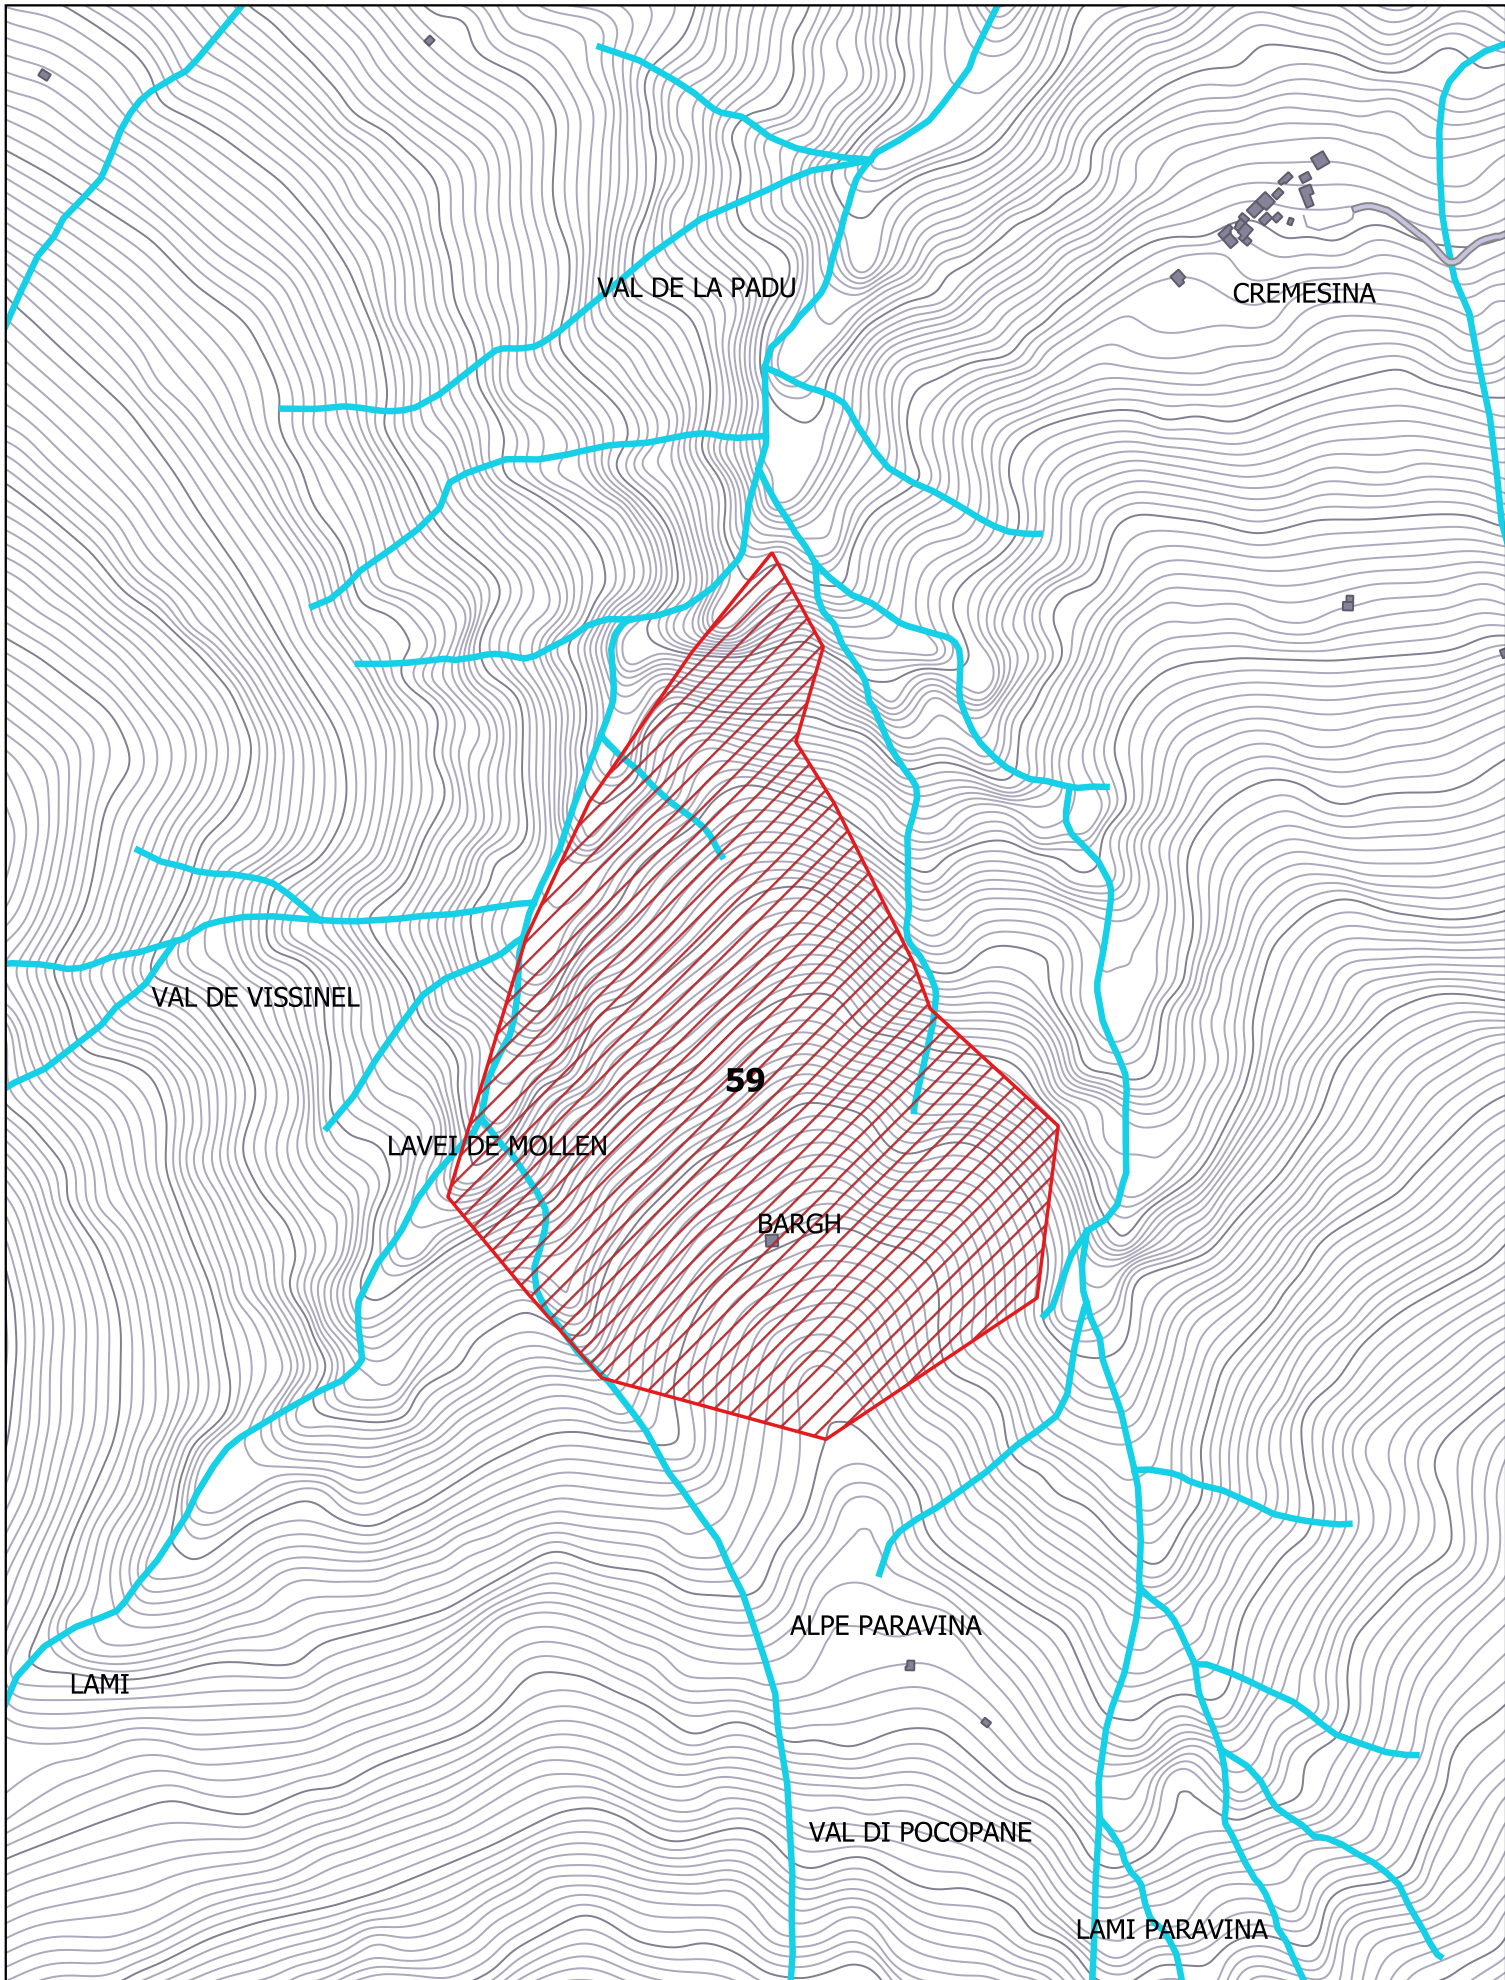 VAL DE LA PADU
CREMESINA
VAL DE VISSINEL
59
LAVEI DE MOLLEN
BARGH
ALPE PARAVINA
LAMI
VAL DI POCOPANE
LAMI PARAVINA